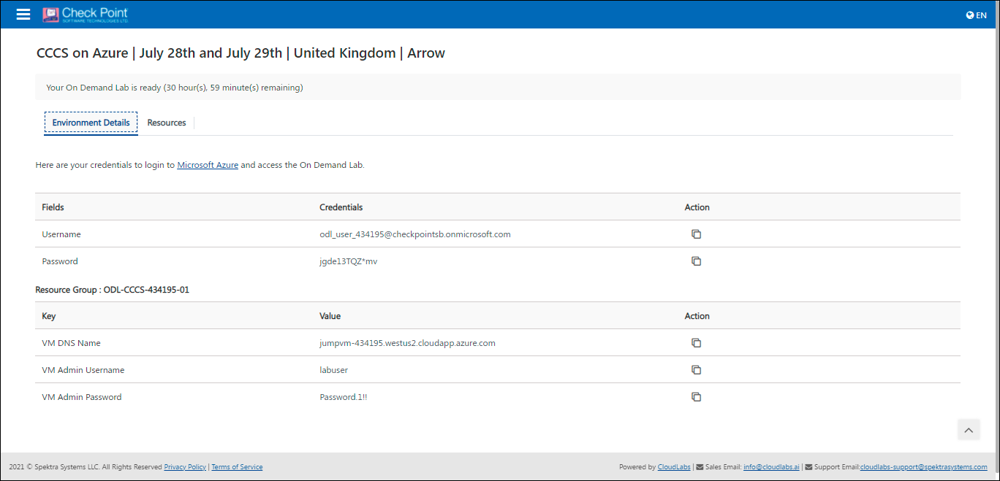 Check Point
SOFTWARE TECHNOLOGIES LTD.
EN
CCCS on Azure | July 28th and July 29th | United Kingdom | Arrow
Your On Demand Lab is ready (30 hour(s), 59 minute(s) remaining)
Environment Details Resources
Here are your credentials to login to Microsoft Azure and access the On Demand Lab.
Fields Credentials Action
Username odl_user_434195@checkpointsb.onmicrosoft.com
Password jgde13TQZ*mv
Resource Group : ODL-CCCS-434195-01
Key Value Action
VM DNS Name jumpvm-434195.westus2.cloudapp.azure.com
VM Admin Username labuser
VM Admin Password Password.1!!
2021 © Spektra Systems LLC. All Rights Reserved Privacy Policy | Terms of Service Powered by CloudLabs | Sales Email: info@cloudlabs.ai | Support Email:cloudlabs-support@spektrasystems.com